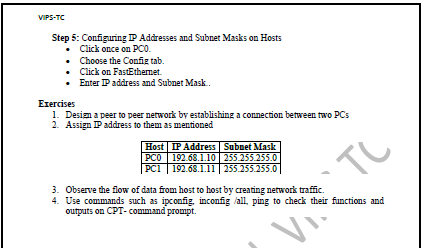 VIPS-TC
Step 5: Configuring IP Addresses and Subnet Masks on Hosts
• Click once on PC0.
• Choose the Config tab.
• Click on FastEthernet.
• Enter IP address and Subnet Mask..
Exercises
1. Design a peer to peer network by establishing a connection between two PCs
2. Assign IP address to them as mentioned
Host IP Address Subnet Mask
PC0 192.68.1.10 255.255.255.0
PC1 192.68.1.11 255.255.255.0
3. Observe the flow of data from host to host by creating network traffic.
4. Use commands such as ipconfig, inconfig /all, ping to check their functions and
outputs on CPT- command prompt.
TC